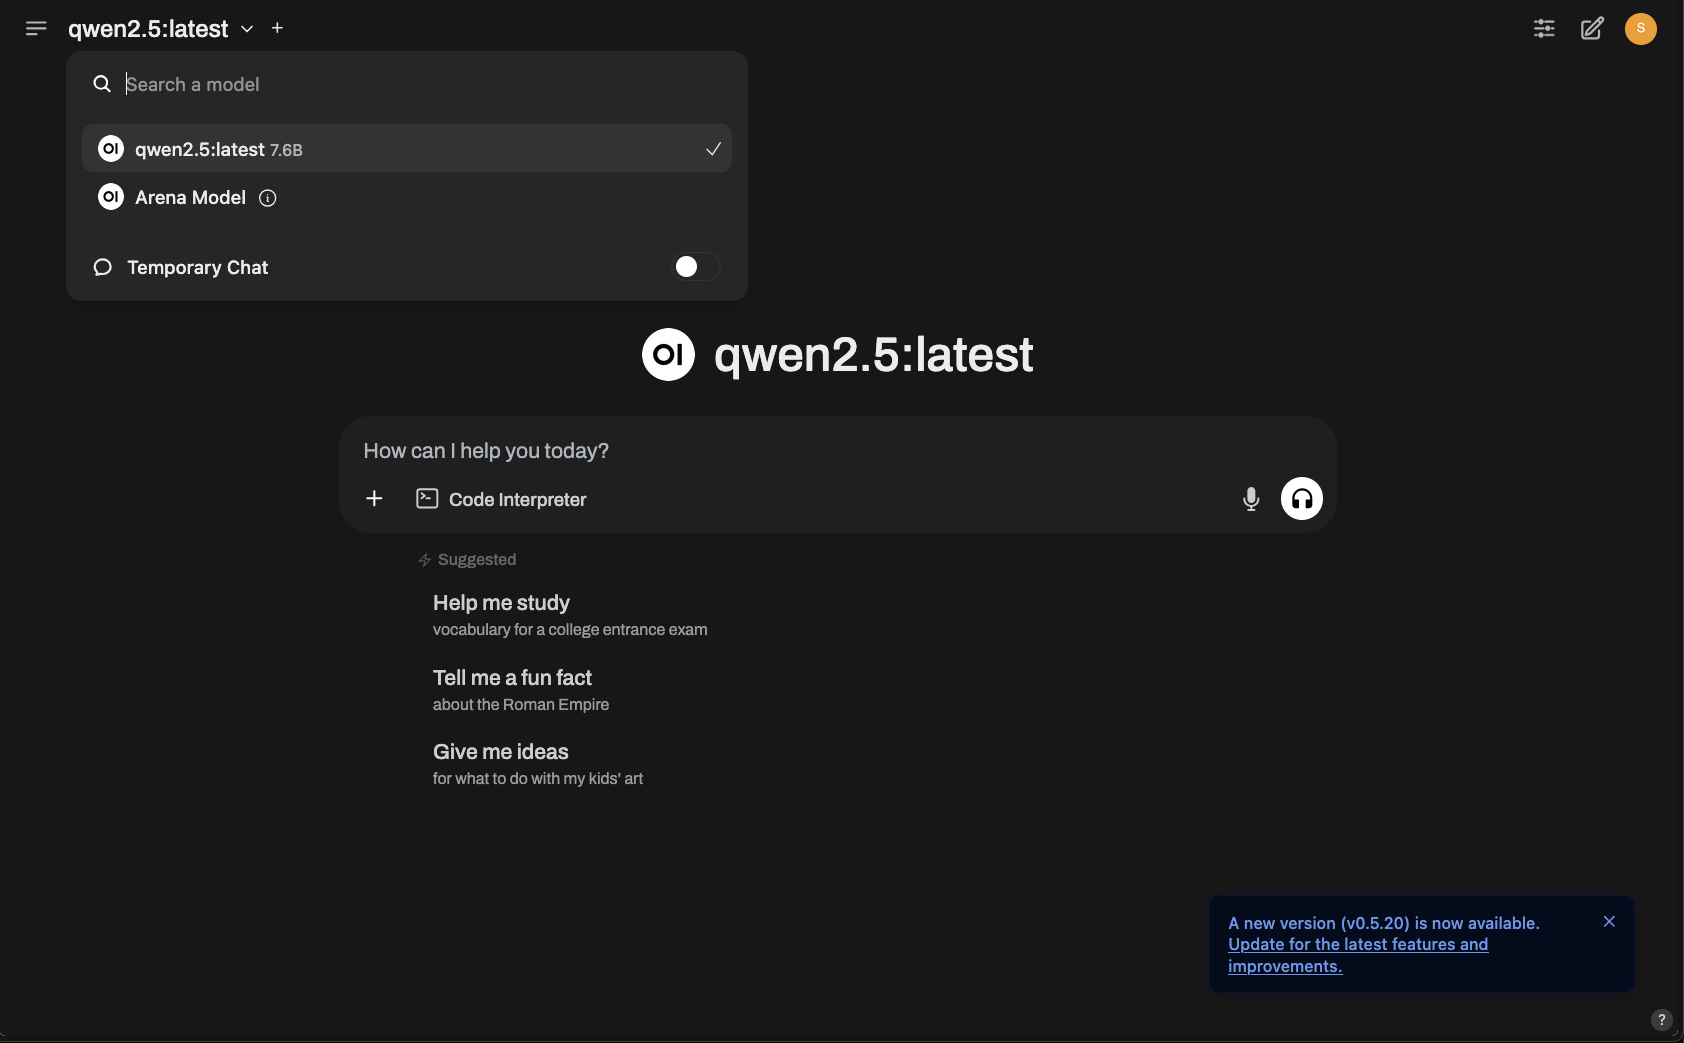 qwen2.5:latest
S
Search a model
OI qwen2.5:latest 7.6B
OI Arena Model
Temporary Chat
OI qwen2.5:latest
How can I help you today?
Code Interpreter
Suggested
Help me study
vocabulary for a college entrance exam
Tell me a fun fact
about the Roman Empire
Give me ideas
for what to do with my kids' art
A new version (v0.5.20) is now available.
Update for the latest features and
improvements.
?